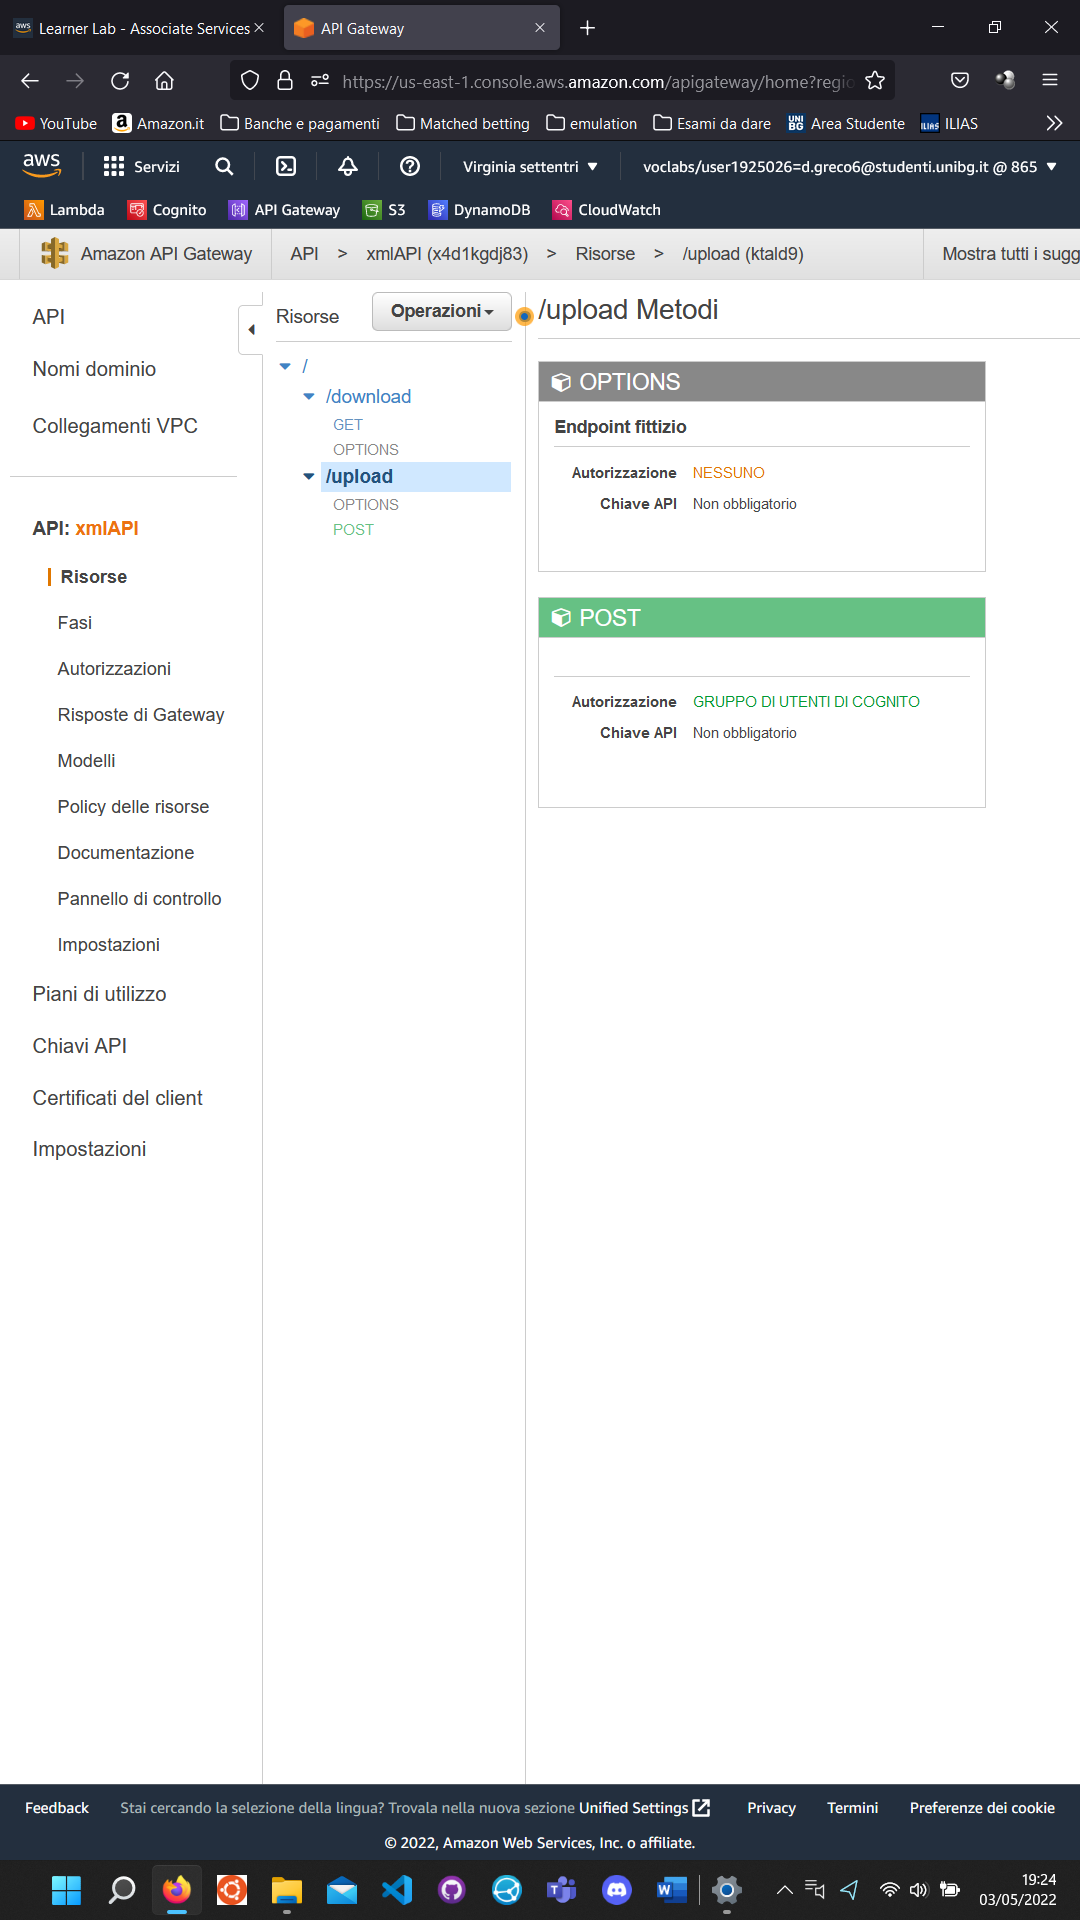 Learner Lab - Associate Services
API Gateway
https://us-east-1.console.aws.amazon.com/apigateway/home?regio
YouTube
Amazon.it
Banche e pagamenti
Matched betting
emulation
Esami da dare
Area Studente
ILIAS
aws
Servizi
Virginia settentri
voclabs/user1925026=d.greco6@studenti.unibg.it @ 865
Lambda
Cognito
API Gateway
S3
DynamoDB
CloudWatch
Amazon API Gateway
API > xmlAPI (x4d1kgdj83) > Risorse > /upload (ktald9)
Mostra tutti i sugg
API
Nomi dominio
Collegamenti VPC
API: xmlAPI
Risorse
Fasi
Autorizzazioni
Risposte di Gateway
Modelli
Policy delle risorse
Documentazione
Pannello di controllo
Impostazioni
Piani di utilizzo
Chiavi API
Certificati del client
Impostazioni
Risorse
Operazioni
/
/download
GET
OPTIONS
/upload
OPTIONS
POST
/upload Metodi
OPTIONS
Endpoint fittizio
Autorizzazione NESSUNO
Chiave API Non obbligatorio
POST
Autorizzazione GRUPPO DI UTENTI DI COGNITO
Chiave API Non obbligatorio
Feedback
Stai cercando la selezione della lingua? Trovala nella nuova sezione Unified Settings
Privacy
Termini
Preferenze dei cookie
© 2022, Amazon Web Services, Inc. o affiliate.
19:24
03/05/2022